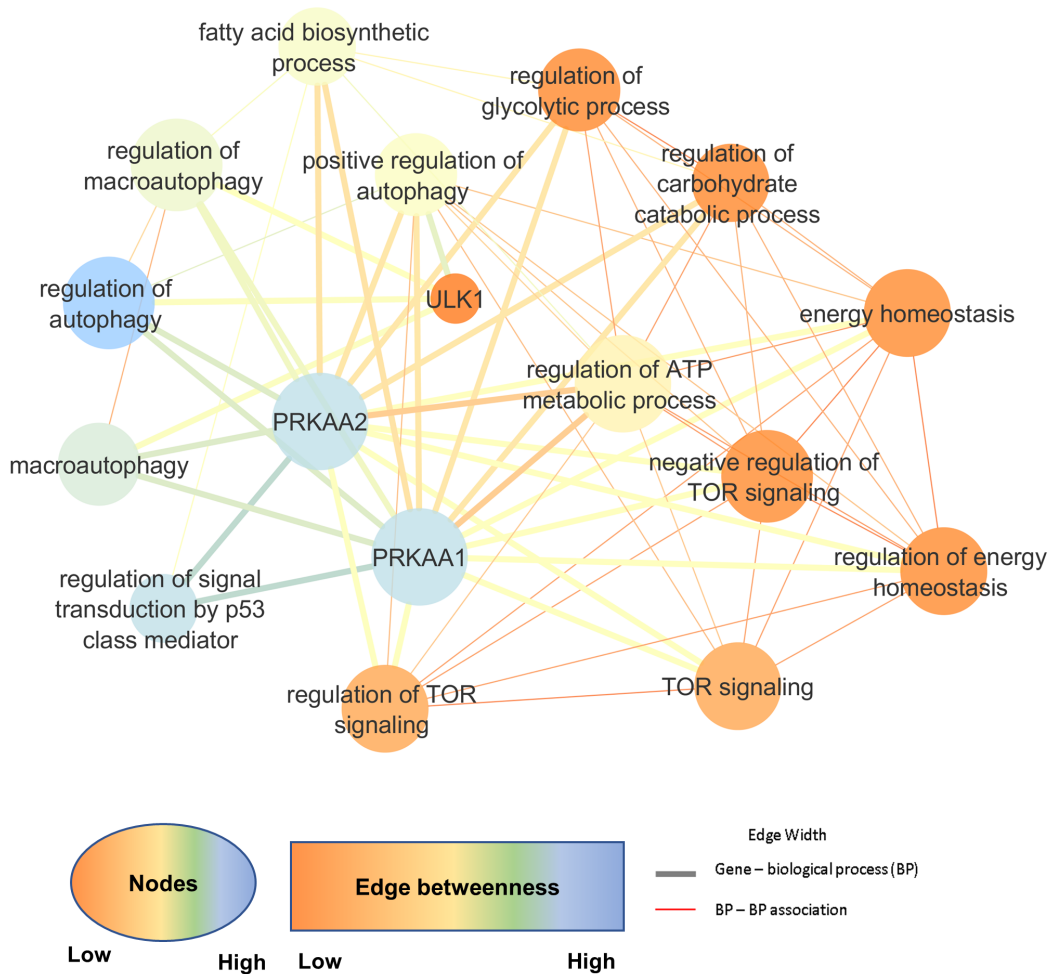 fatty acid biosynthetic
process
regulation of
glycolytic process
regulation of
macroautophagy
positive regulation of
autophagy
regulation of
carbohydrate
catabolic process
regulation of
autophagy
ULK1
energy homeostasis
regulation of ATP
metabolic process
PRKAA2
macroautophagy
negative regulation of
TOR signaling
PRKAA1
regulation of energy
homeostasis
regulation of signal
transduction by p53
class mediator
regulation of TOR
signaling
TOR signaling
Nodes
Low
High
Edge betweenness
Low
High
Edge Width
Gene – biological process (BP)
BP – BP association